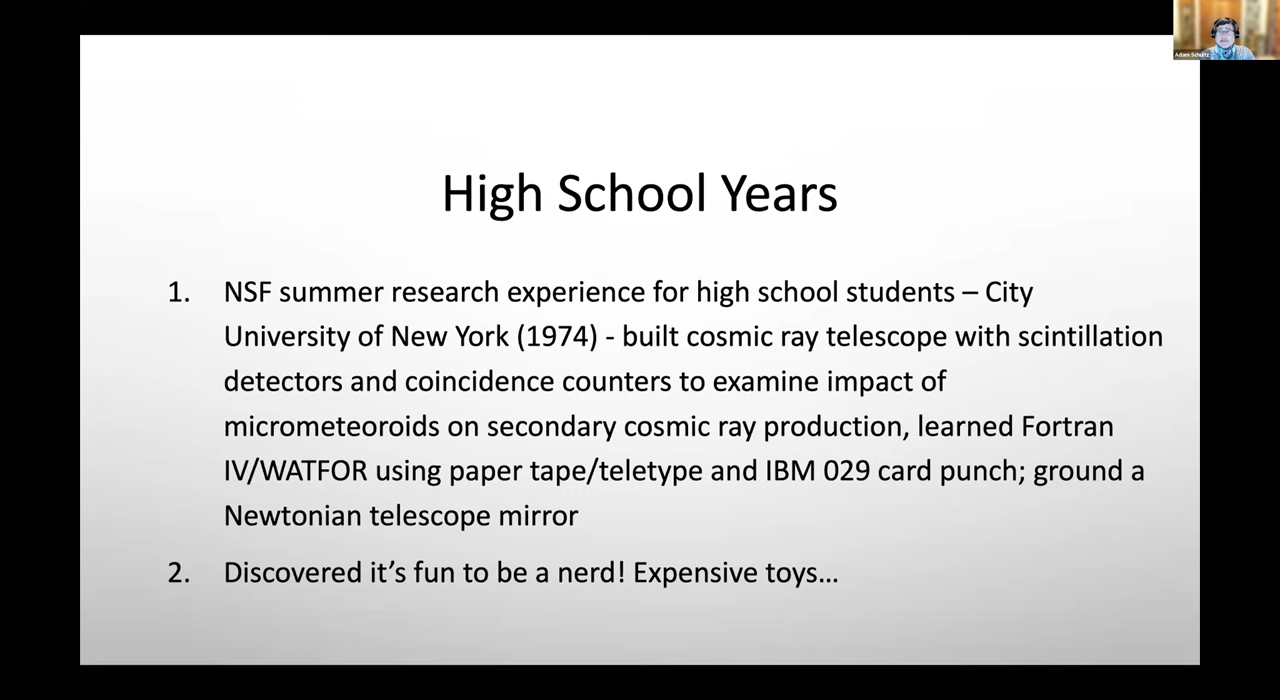 Adam Schultz
High School Years
1. NSF summer research experience for high school students – City
University of New York (1974) - built cosmic ray telescope with scintillation
detectors and coincidence counters to examine impact of
micrometeoroids on secondary cosmic ray production, learned Fortran
IV/WATFOR using paper tape/teletype and IBM 029 card punch; ground a
Newtonian telescope mirror
2. Discovered it’s fun to be a nerd! Expensive toys…